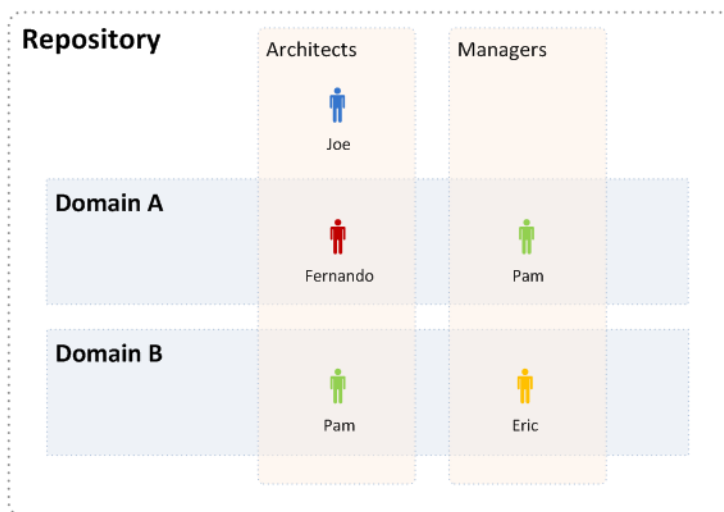 Repository
Architects
Managers
Joe
Domain A
Fernando
Pam
Domain B
Pam
Eric